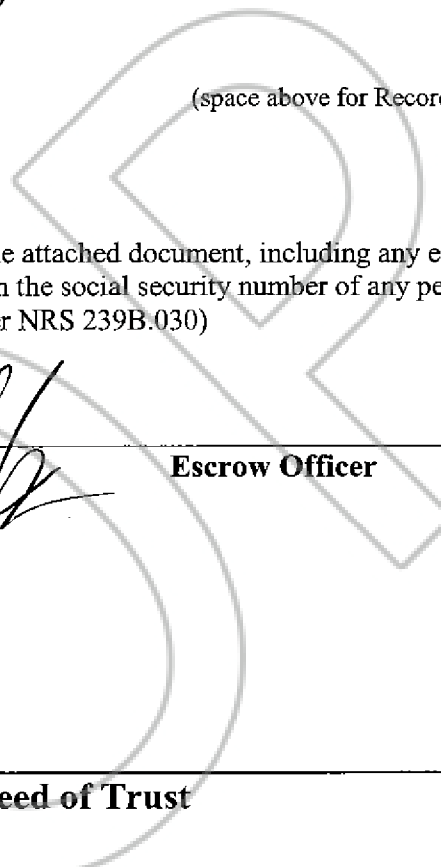 (space above for Recor
e attached document, including any e
n the social security number of any pe
r NRS 239B.030)
Escrow Officer
eed of Trust